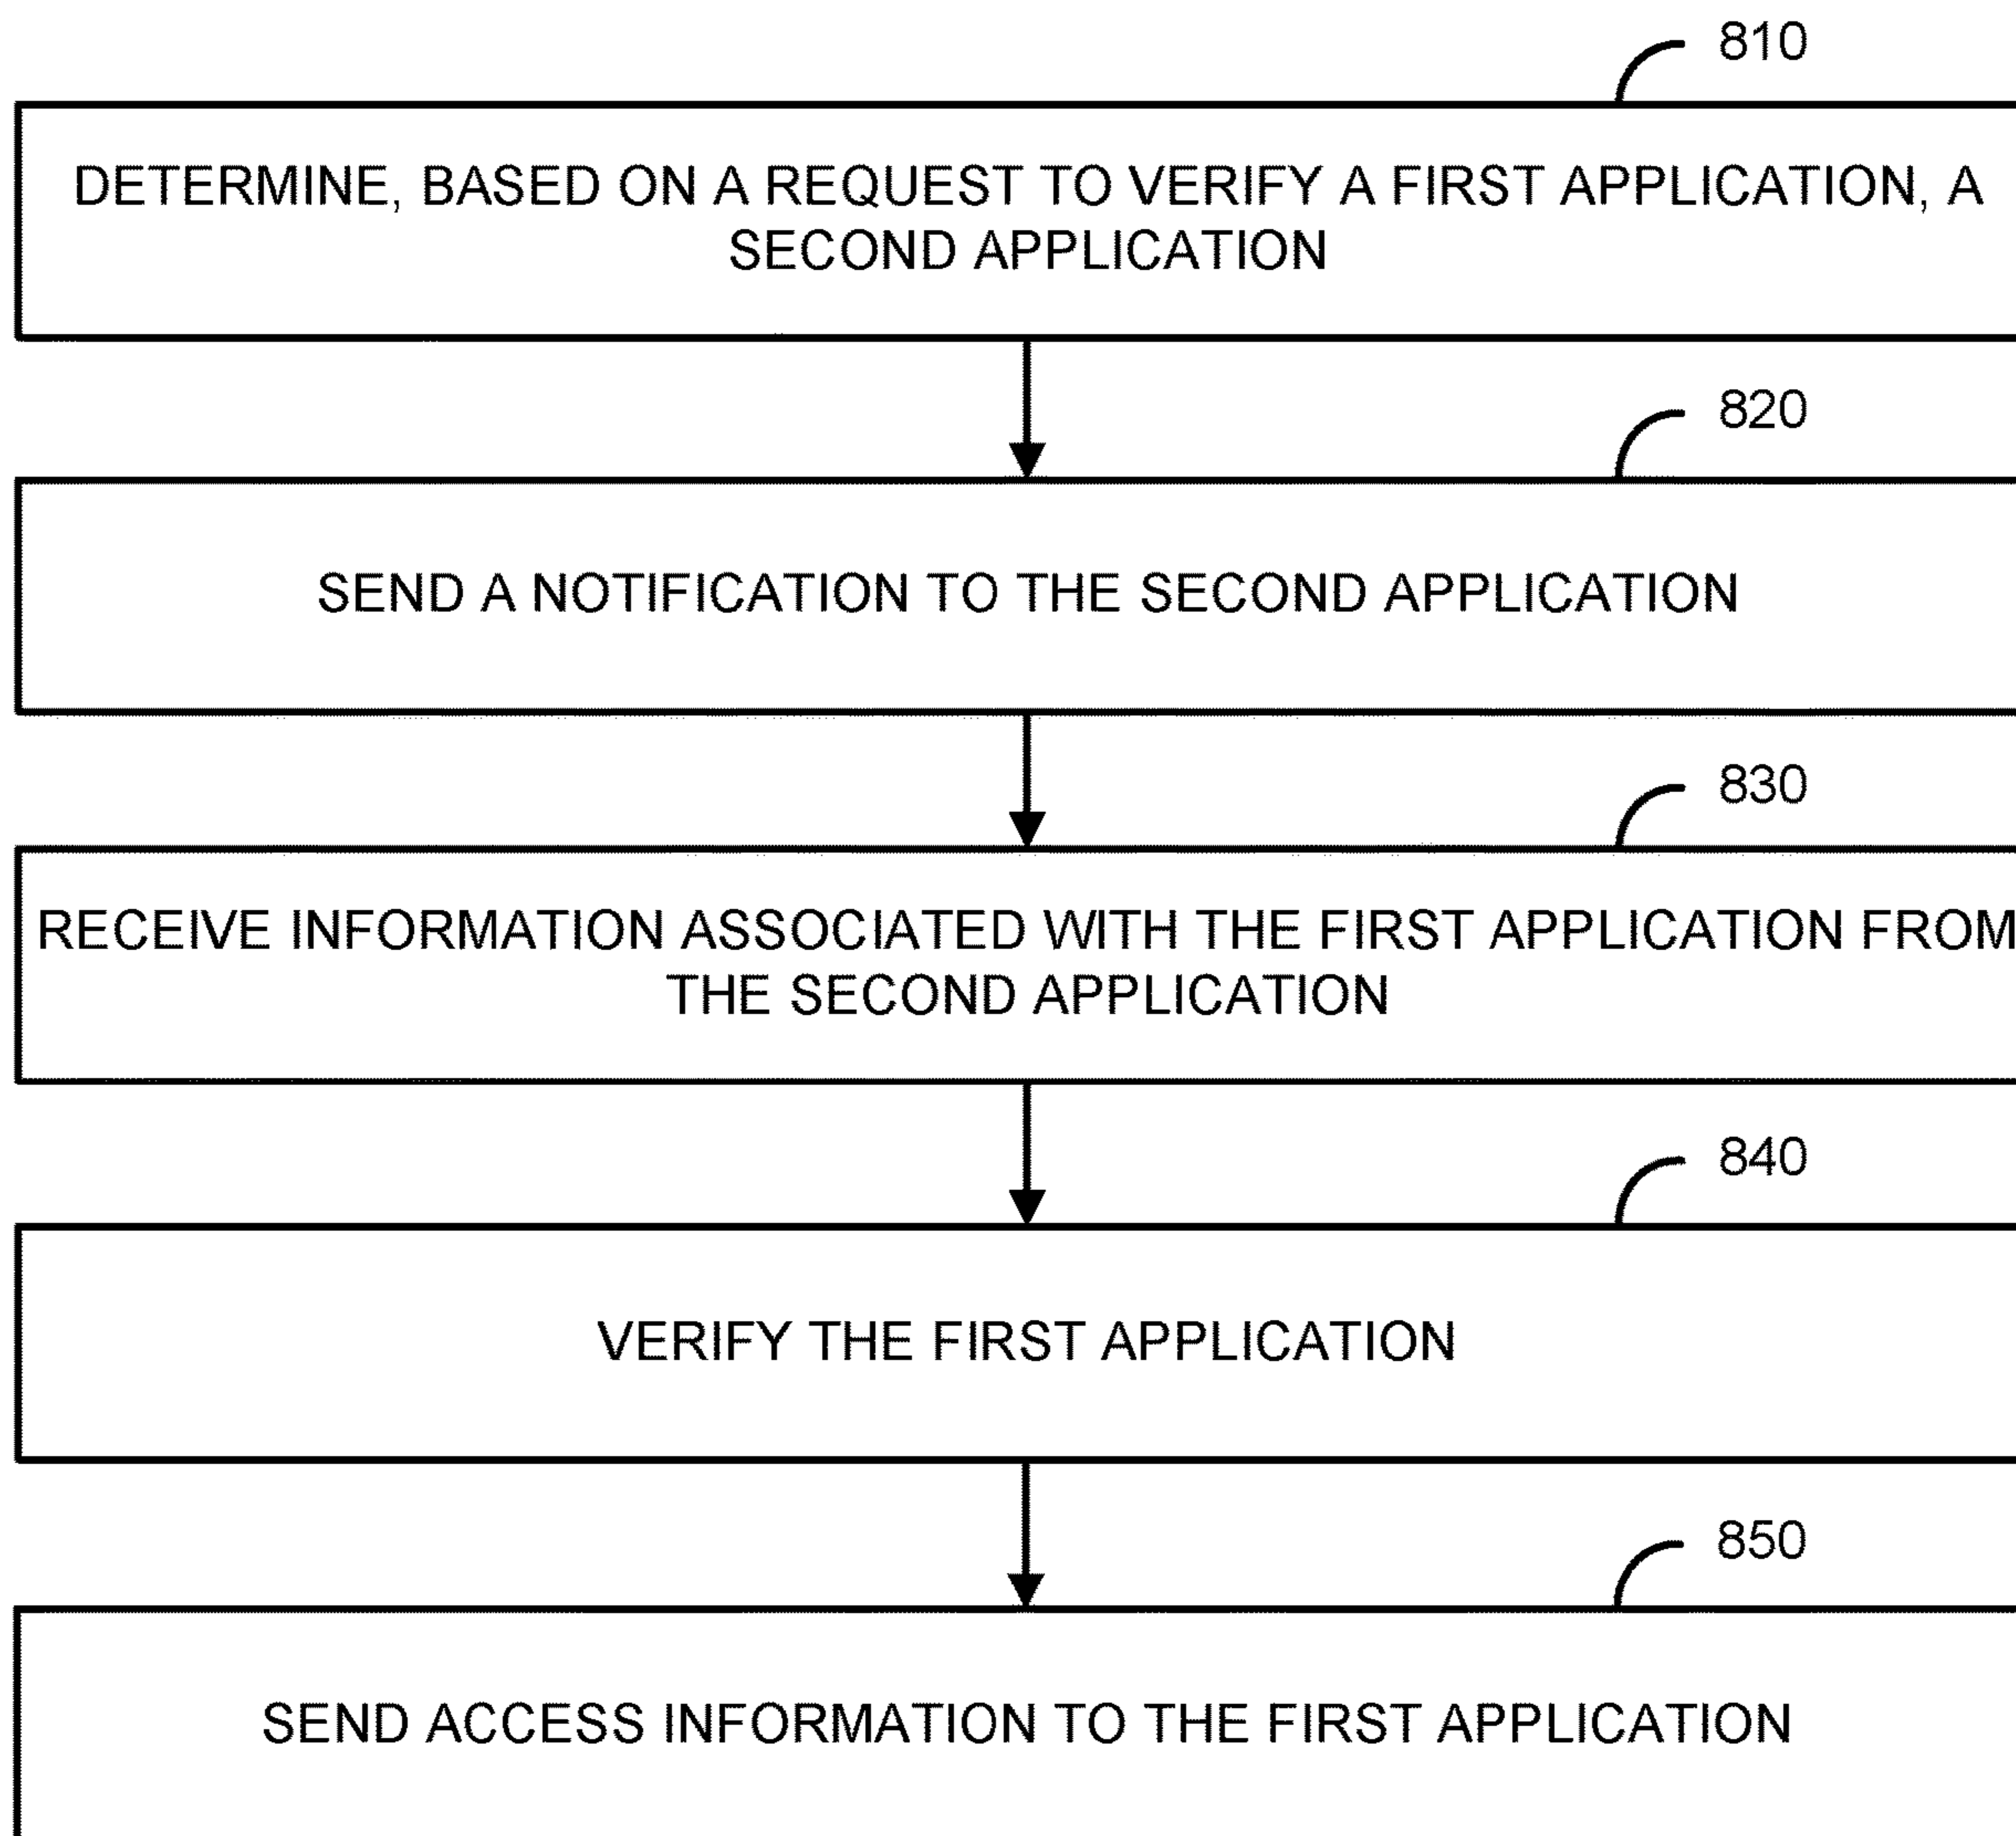 810
DETERMINE, BASED ON A REQUEST TO VERIFY A FIRST APPLICATION, A
SECOND APPLICATION
820
SEND A NOTIFICATION TO THE SECOND APPLICATION
830
RECEIVE INFORMATION ASSOCIATED WITH THE FIRST APPLICATION FROM
THE SECOND APPLICATION
840
VERIFY THE FIRST APPLICATION
850
SEND ACCESS INFORMATION TO THE FIRST APPLICATION